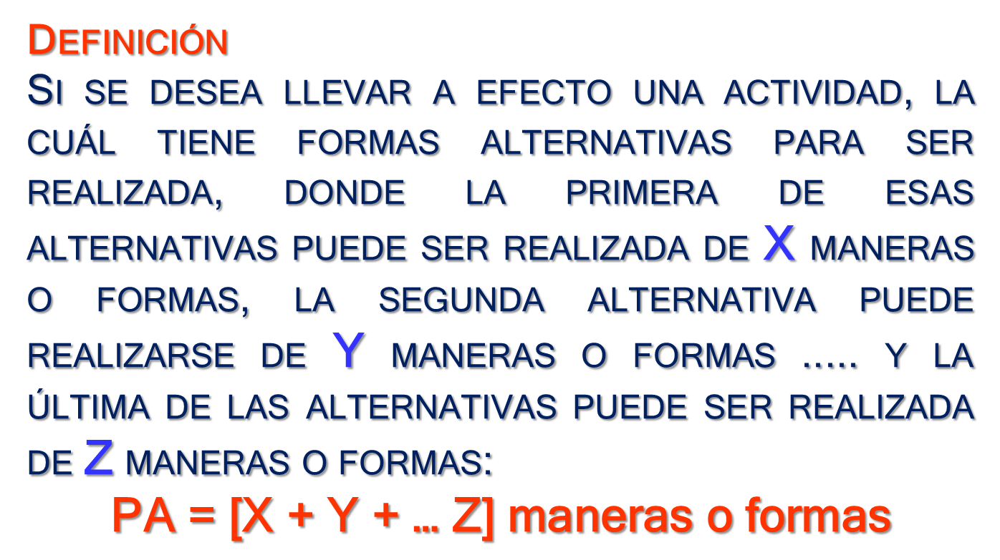 DEFINICIÓN
SI SE DESEA LLEVAR A EFECTO UNA ACTIVIDAD, LA
CUÁL TIENE FORMAS ALTERNATIVAS PARA SER
REALIZADA, DONDE LA PRIMERA DE ESAS
ALTERNATIVAS PUEDE SER REALIZADA DE X MANERAS
O FORMAS, LA SEGUNDA ALTERNATIVA PUEDE
REALIZARSE DE Y MANERAS O FORMAS ..... Y LA
ÚLTIMA DE LAS ALTERNATIVAS PUEDE SER REALIZADA
DE Z MANERAS O FORMAS:
PA = [X + Y + ... Z] maneras o formas